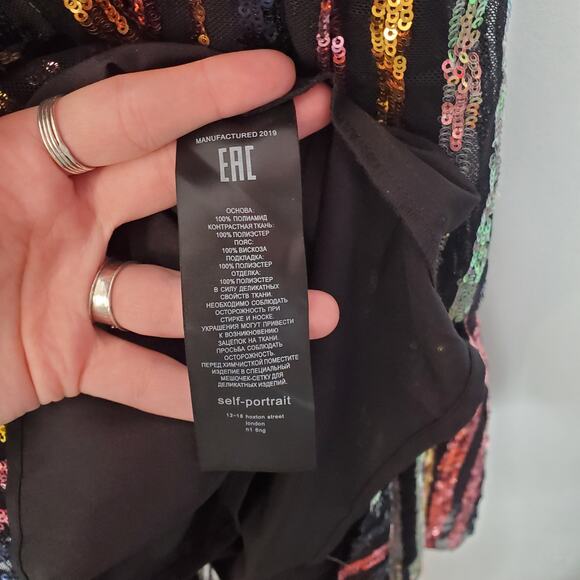 MANUFACTURED 2019
EAC
ОСНОВА:
100% ПОЛИАМИД
КОНТРАСТНАЯ ТКАНЬ:
100% ПОЛИЭСТЕР
ПОЯС:
100% ВИСКОЗА
ПОДКЛАДКА:
100% ПОЛИЭСТЕР
ОТДЕЛКА:
100% ПОЛИЭСТЕР
В СИЛУ ДЕЛИКАТНЫХ
СВОЙСТВ ТКАНИ.
НЕОБХОДИМО СОБЛЮДАТЬ
ОСТОРОЖНОСТЬ ПРИ
СТИРКЕ И НОСКЕ.
УКРАШЕНИЯ МОГУТ ПРИВЕСТИ
К ВОЗНИКНОВЕНИЮ
ЗАЦЕПОК НА ТКАНИ.
ПРОСЬБА СОБЛЮДАТЬ
ОСТОРОЖНОСТЬ.
ПЕРЕД ХИМЧИСТКОЙ ПОМЕСТИТЕ
ИЗДЕЛИЕ В СПЕЦИАЛЬНЫЙ
МЕШОЧЕК-СЕТКУ ДЛЯ
ДЕЛИКАТНЫХ ИЗДЕЛИЙ.
self-portrait
12-18 hoxton street
london
n1 6ng